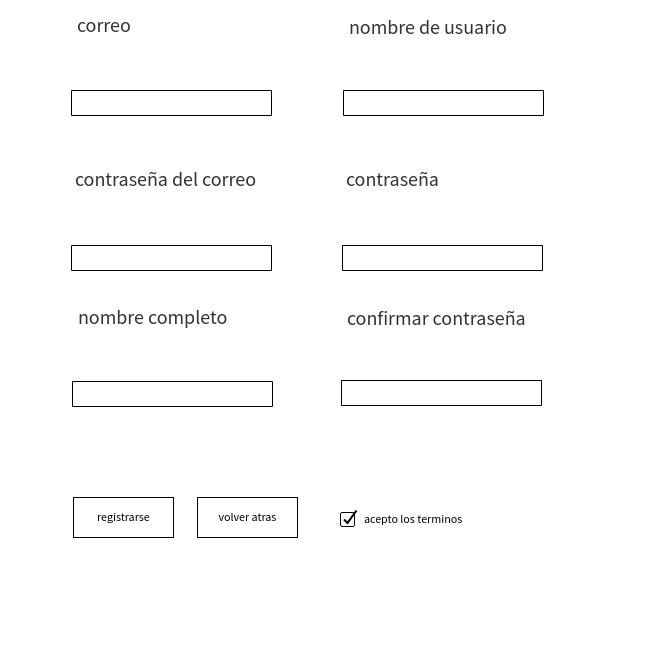 correo
nombre de usuario
contraseña del correo
contraseña
nombre completo
confirmar contraseña
registrarse
volver atras
acepto los terminos